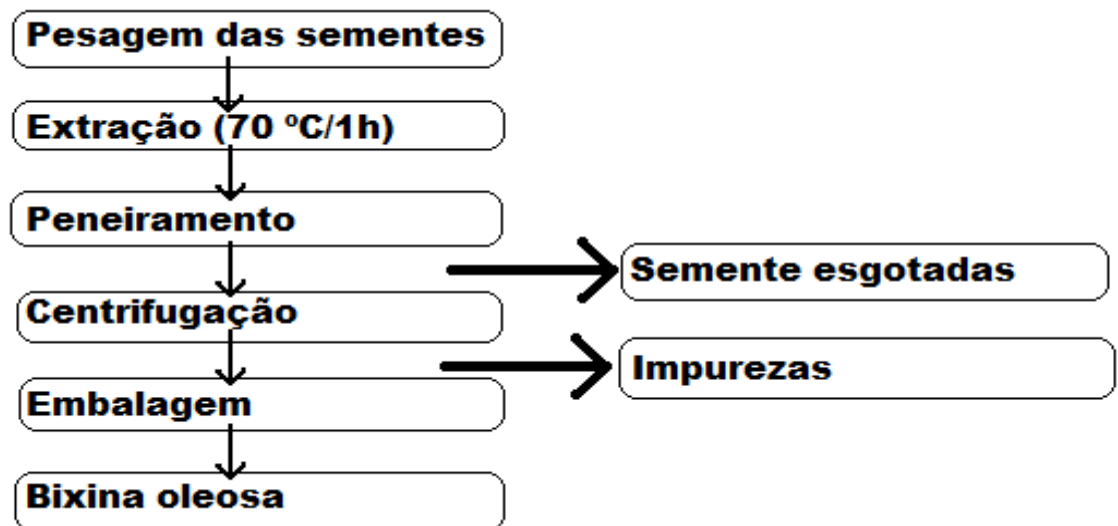 Pesagem das sementes
Extração (70 ºC/1h)
Peneiramento
Semente esgotadas
Centrifugação
Impurezas
Embalagem
Bixina oleosa